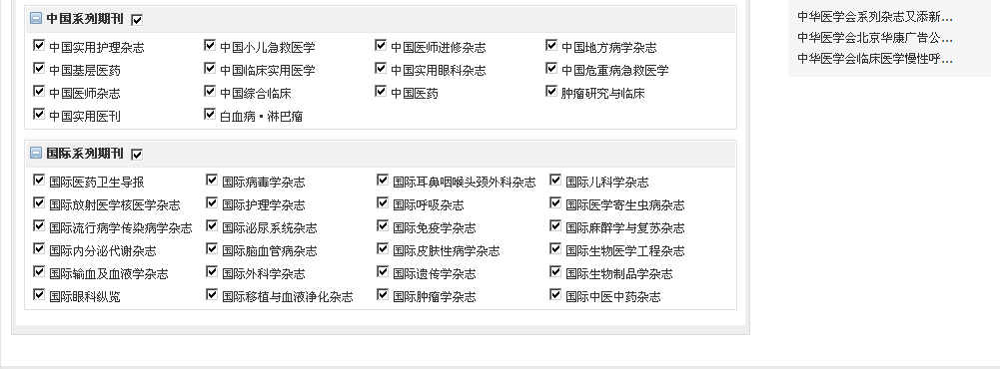 中国系列期刊
中国实用护理杂志 中国小儿急救医学 中国医师进修杂志 中国地方病学杂志
中国基层医药 中国临床实用医学 中国实用眼科杂志 中国危重病急救医学
中国医师杂志 中国综合临床 中国医药 肿瘤研究与临床
中国实用医刊 白血病·淋巴瘤
国际系列期刊
国际医药卫生导报 国际病毒学杂志 国际耳鼻咽喉头颈外科杂志 国际儿科学杂志
国际放射医学核医学杂志 国际护理学杂志 国际呼吸杂志 国际医学寄生虫病杂志
国际流行病学传染病学杂志 国际泌尿系统杂志 国际免疫学杂志 国际麻醉学与复苏杂志
国际内分泌代谢杂志 国际脑血管病杂志 国际皮肤性病学杂志 国际生物医学工程杂志
国际输血及血液学杂志 国际外科学杂志 国际遗传学杂志 国际生物制品学杂志
国际眼科纵览 国际移植与血液净化杂志 国际肿瘤学杂志 国际中医中药杂志
中华医学会系列杂志又添新...
中华医学会北京华康广告公...
中华医学会临床医学慢性呼...